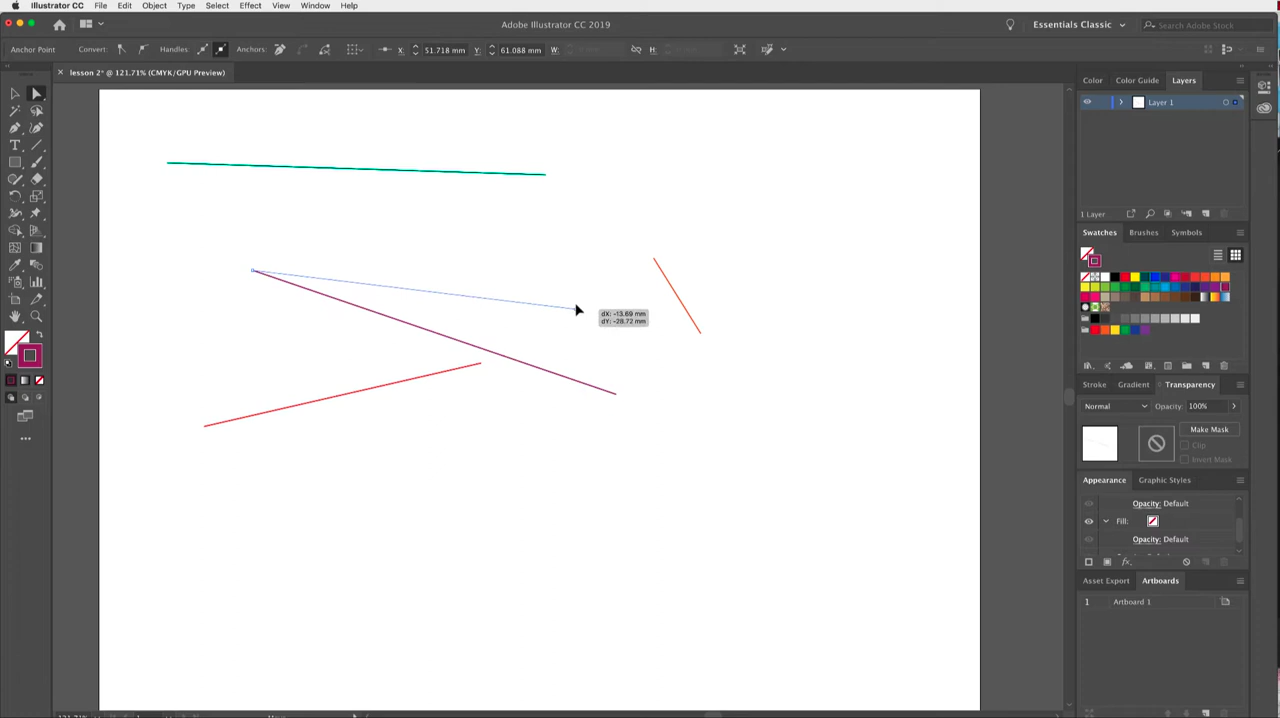 Illustrator CC File Edit Object Type Select Effect View Window Help
Adobe Illustrator CC 2019
Essentials Classic
Search Adobe Stock
Anchor Point Convert: Handles: Anchors: X: 51.718 mm Y: 61.088 mm W: H:
lesson 2* @ 121.71% (CMYK/GPU Preview)
Color Color Guide Layers
Layer 1
1 Layer
Swatches Brushes Symbols
dX: -13.69 mm
dY: -28.72 mm
Stroke Gradient Transparency
Normal Opacity: 100%
Make Mask
Clip
Invert Mask
Appearance Graphic Styles
Opacity: Default
Fill:
Opacity: Default
Asset Export Artboards
1 Artboard 1